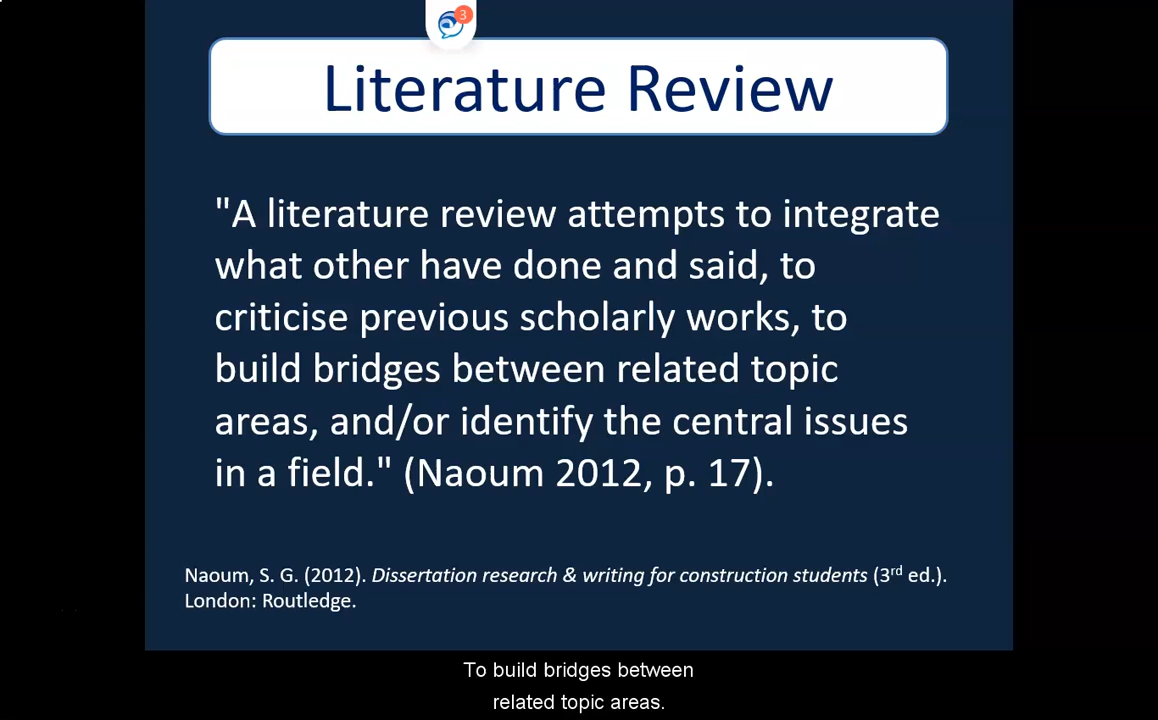 3
Literature Review
"A literature review attempts to integrate
what other have done and said, to
criticise previous scholarly works, to
build bridges between related topic
areas, and/or identify the central issues
in a field." (Naoum 2012, p. 17).
Naoum, S. G. (2012). Dissertation research & writing for construction students (3rd ed.).
London: Routledge.
To build bridges between
related topic areas.